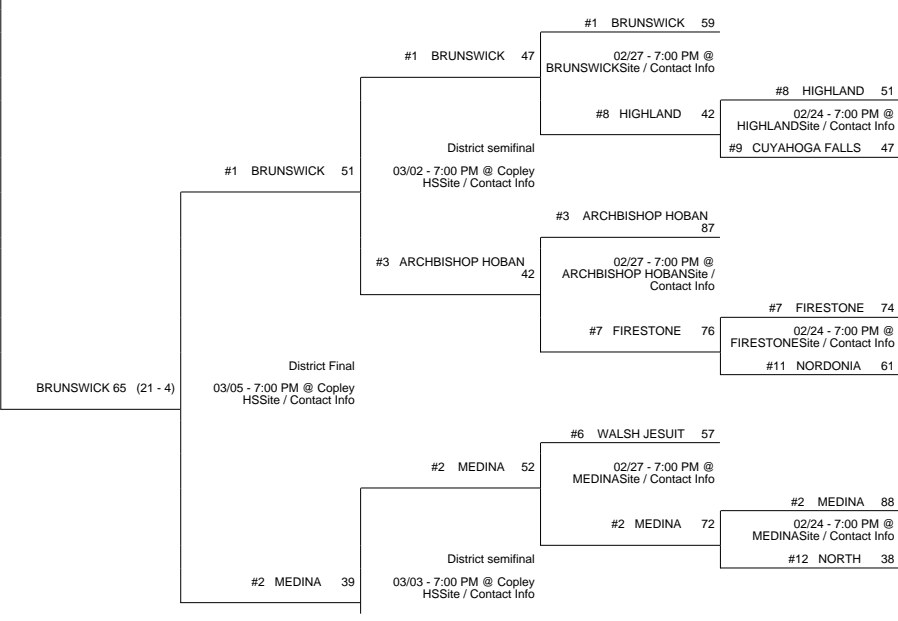 #1 BRUNSWICK 59
#1 BRUNSWICK 47
02/27 - 7:00 PM @
BRUNSWICKSite / Contact Info
#8 HIGHLAND 51
#8 HIGHLAND 42
02/24 - 7:00 PM @
HIGHLANDSite / Contact Info
District semifinal
#9 CUYAHOGA FALLS 47
#1 BRUNSWICK 51
03/02 - 7:00 PM @ Copley
HSSite / Contact Info
#3 ARCHBISHOP HOBAN
87
#3 ARCHBISHOP HOBAN
42
02/27 - 7:00 PM @
ARCHBISHOP HOBANSite /
Contact Info
#7 FIRESTONE 74
#7 FIRESTONE 76
02/24 - 7:00 PM @
FIRESTONESite / Contact Info
District Final
#11 NORDONIA 61
BRUNSWICK 65 (21 - 4)
03/05 - 7:00 PM @ Copley
HSSite / Contact Info
#6 WALSH JESUIT 57
#2 MEDINA 52
02/27 - 7:00 PM @
MEDINASite / Contact Info
#2 MEDINA 88
#2 MEDINA 72
02/24 - 7:00 PM @
MEDINASite / Contact Info
District semifinal
#12 NORTH 38
#2 MEDINA 39
03/03 - 7:00 PM @ Copley
HSSite / Contact Info